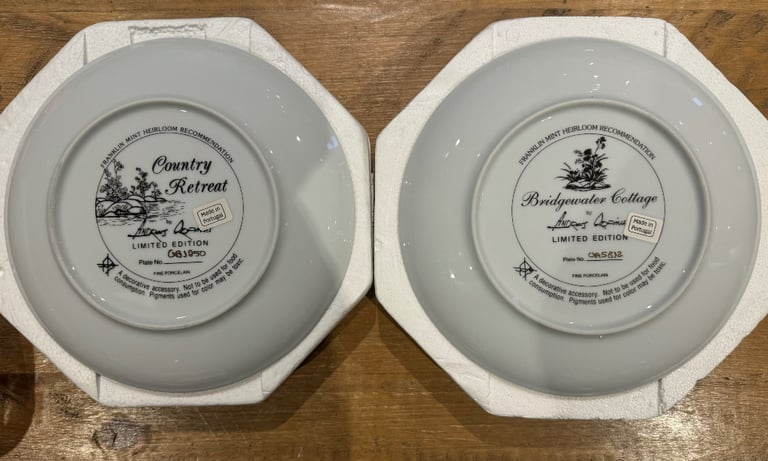 FRANKLIN MINT HEIRLOOM RECOMMENDATION
Country
Retreat
by
Made in
Portugal
LIMITED EDITION
Plate No. GB1950
FINE PORCELAIN
A decorative accessory. Not to be used for food
consumption. Pigments used for color may be toxic.
FRANKLIN MINT HEIRLOOM RECOMMENDATION
Bridgewater Cottage
by
Made in
Portugal
LIMITED EDITION
Plate No. OA5812
FINE PORCELAIN
A decorative accessory. Not to be used for food
consumption. Pigments used for color may be toxic.